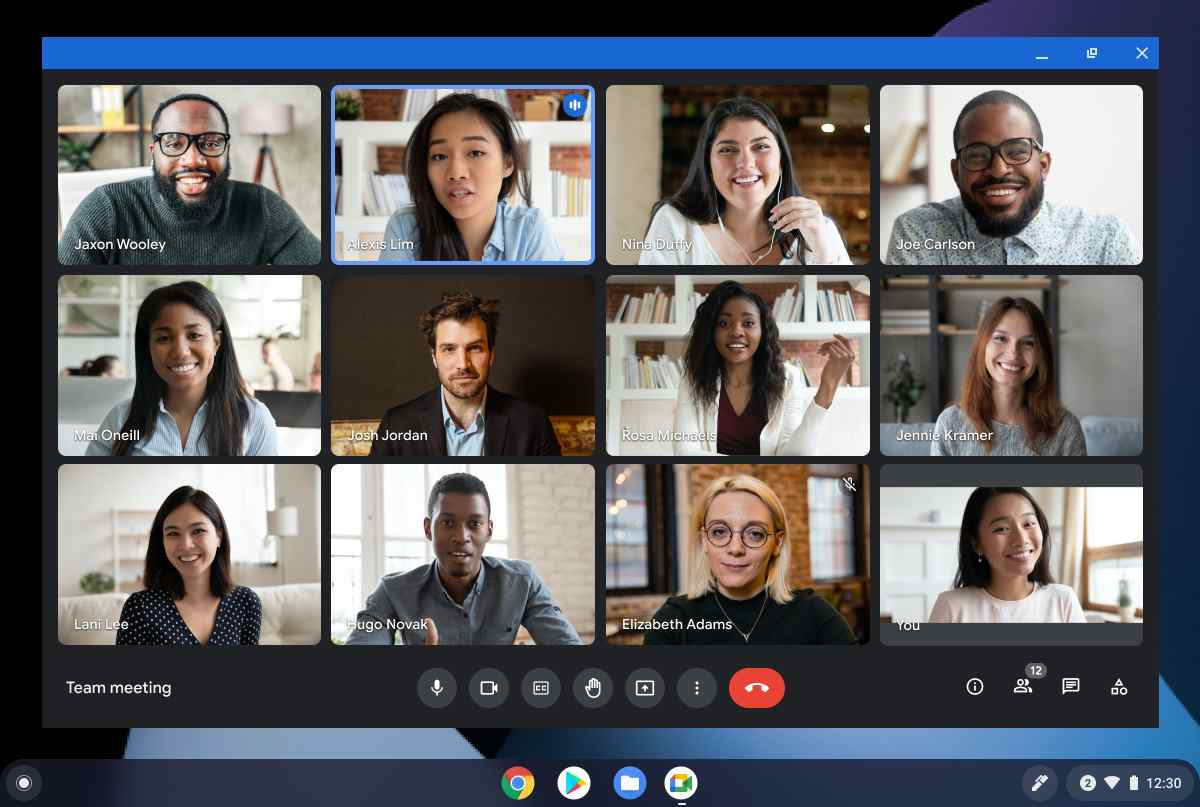 Jaxon Wooley
Alexis Lim
Nina Duffy
Joe Carlson
Mai Oneill
Josh Jordan
Rosa Michaels
Jennie Kramer
Lani Lee
Hugo Novak
Elizabeth Adams
You
Team meeting
CC
12
2
12:30